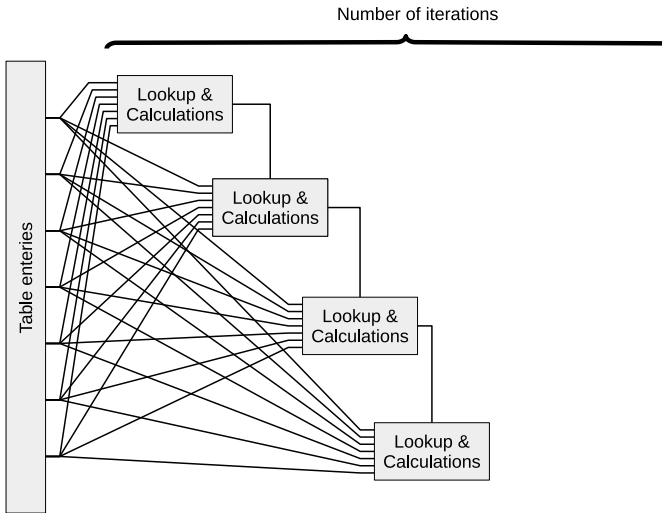 Number of iterations
Lookup &
Calculations
Lookup &
Calculations
Table enteries
Lookup &
Calculations
Lookup &
Calculations